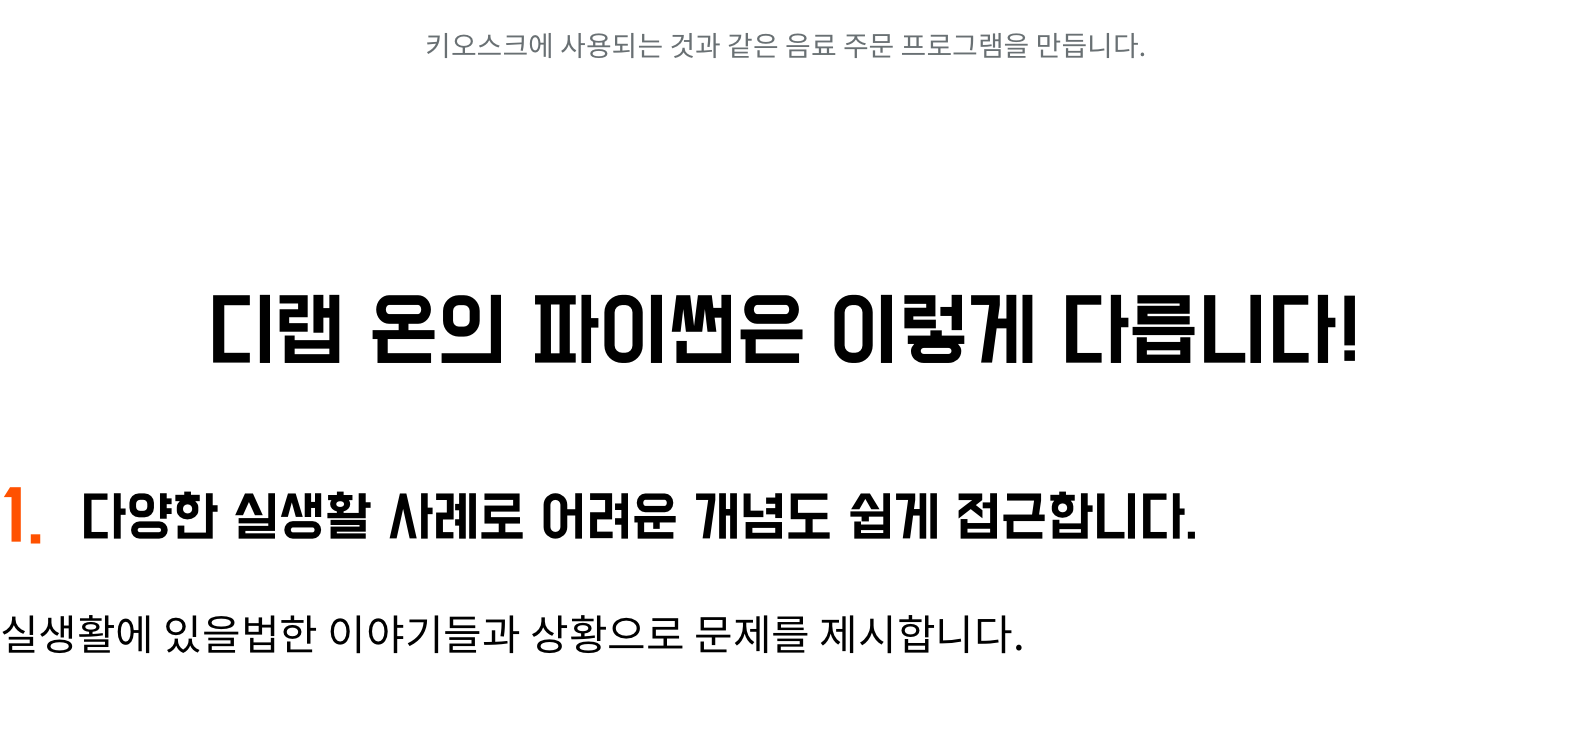 키오스크에 사용되는 것과 같은 음료 주문 프로그램을 만듭니다.
디랩 온의 파이썬은 이렇게 다릅니다!
1. 다양한 실생활 사례로 어려운 개념도 쉽게 접근합니다.
실생활에 있을법한 이야기들과 상황으로 문제를 제시합니다.